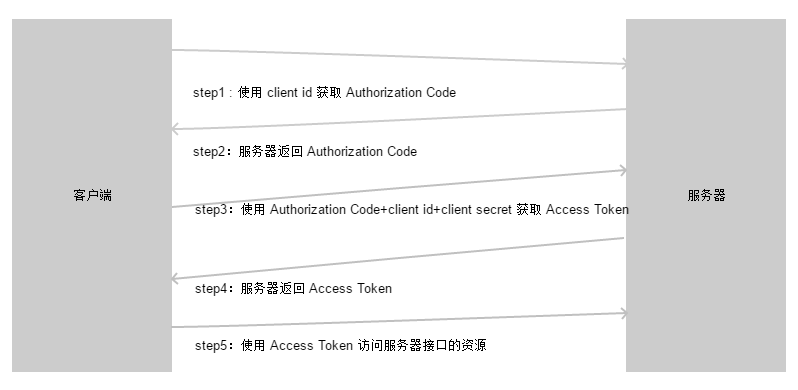 step1：使用 client id 获取 Authorization Code
step2：服务器返回 Authorization Code
客户端
服务器
step3：使用 Authorization Code+client id+client secret 获取 Access Token
step4：服务器返回 Access Token
step5：使用 Access Token 访问服务器接口的资源